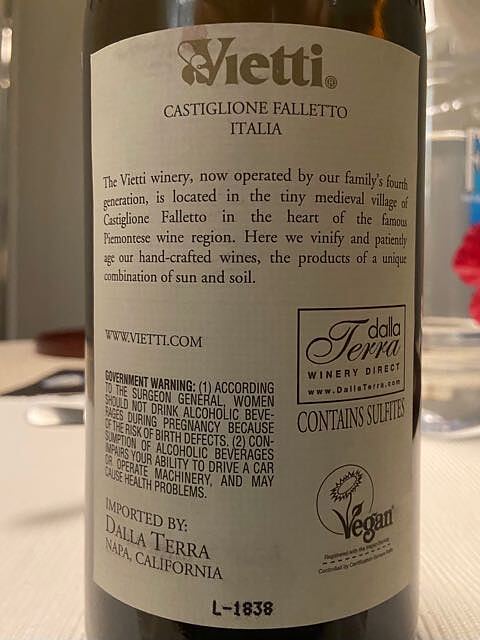 Vietti®
CASTIGLIONE FALLETTO
ITALIA
The Vietti winery, now operated by our family's fourth
generation, is located in the tiny medieval village of
Castiglione Falletto in the heart of the famous
Piemontese wine region. Here we vinify and patiently
age our hand-crafted wines, the products of a unique
combination of sun and soil.
WWW.VIETTI.COM
dalla
Terra
WINERY DIRECT
www.DallaTerra.com
CONTAINS SULFITES
GOVERNMENT WARNING: (1) ACCORDING
TO THE SURGEON GENERAL, WOMEN
SHOULD NOT DRINK ALCOHOLIC BEVE-
RAGES DURING PREGNANCY BECAUSE
OF THE RISK OF BIRTH DEFECTS. (2) CON-
SUMPTION OF ALCOHOLIC BEVERAGES
IMPAIRS YOUR ABILITY TO DRIVE A CAR
OR OPERATE MACHINERY, AND MAY
CAUSE HEALTH PROBLEMS.
IMPORTED BY:
DALLA TERRA
NAPA, CALIFORNIA
Vegan
Registered with the Vegan Society
L-1838